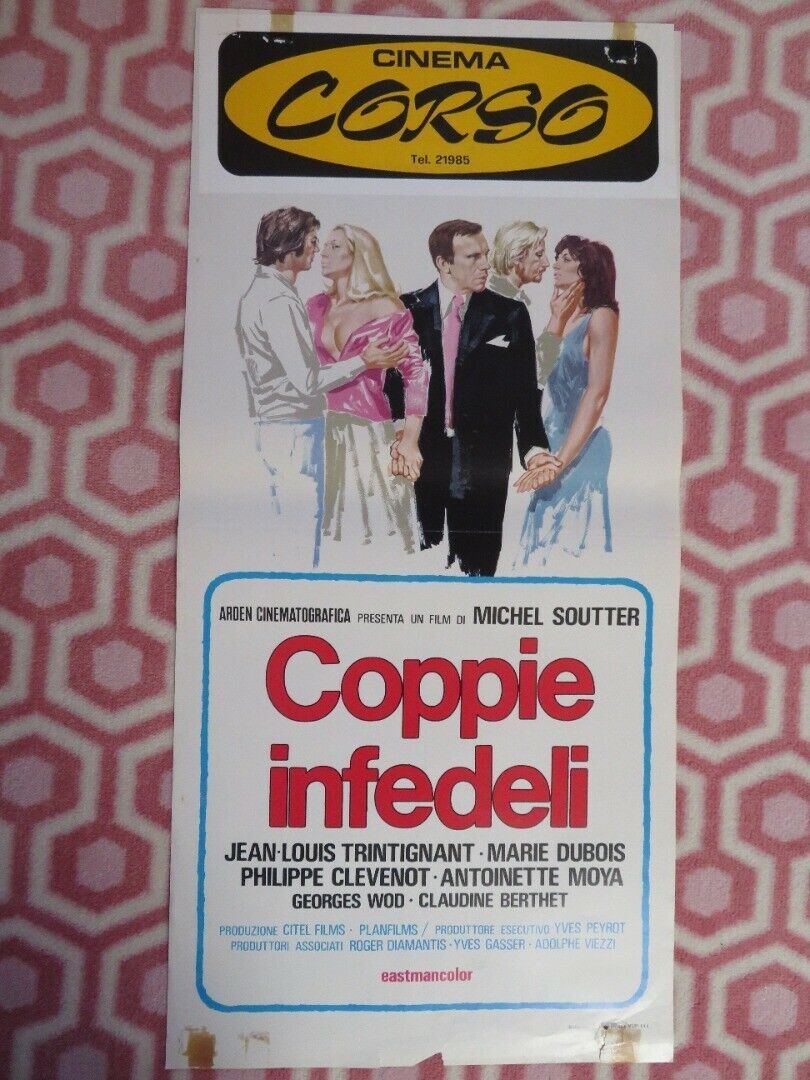 CINEMA
CORSO
Tel. 21985
ARDEN CINEMATOGRAFICA PRESENTA UN FILM DI MICHEL SOUTTER
Coppie
infedeli
JEAN-LOUIS TRINTIGNANT · MARIE DUBOIS
PHILIPPE CLEVENOT · ANTOINETTE MOYA
GEORGES WOD · CLAUDINE BERTHET
PRODUZIONE CITEL FILMS · PLANFILMS / PRODUTTORE ESECUTIVO YVES PEYROT
PRODUTTORI ASSOCIATI ROGER DIAMANTIS · YVES GASSER · ADOLPHE VIEZZI
eastmancolor